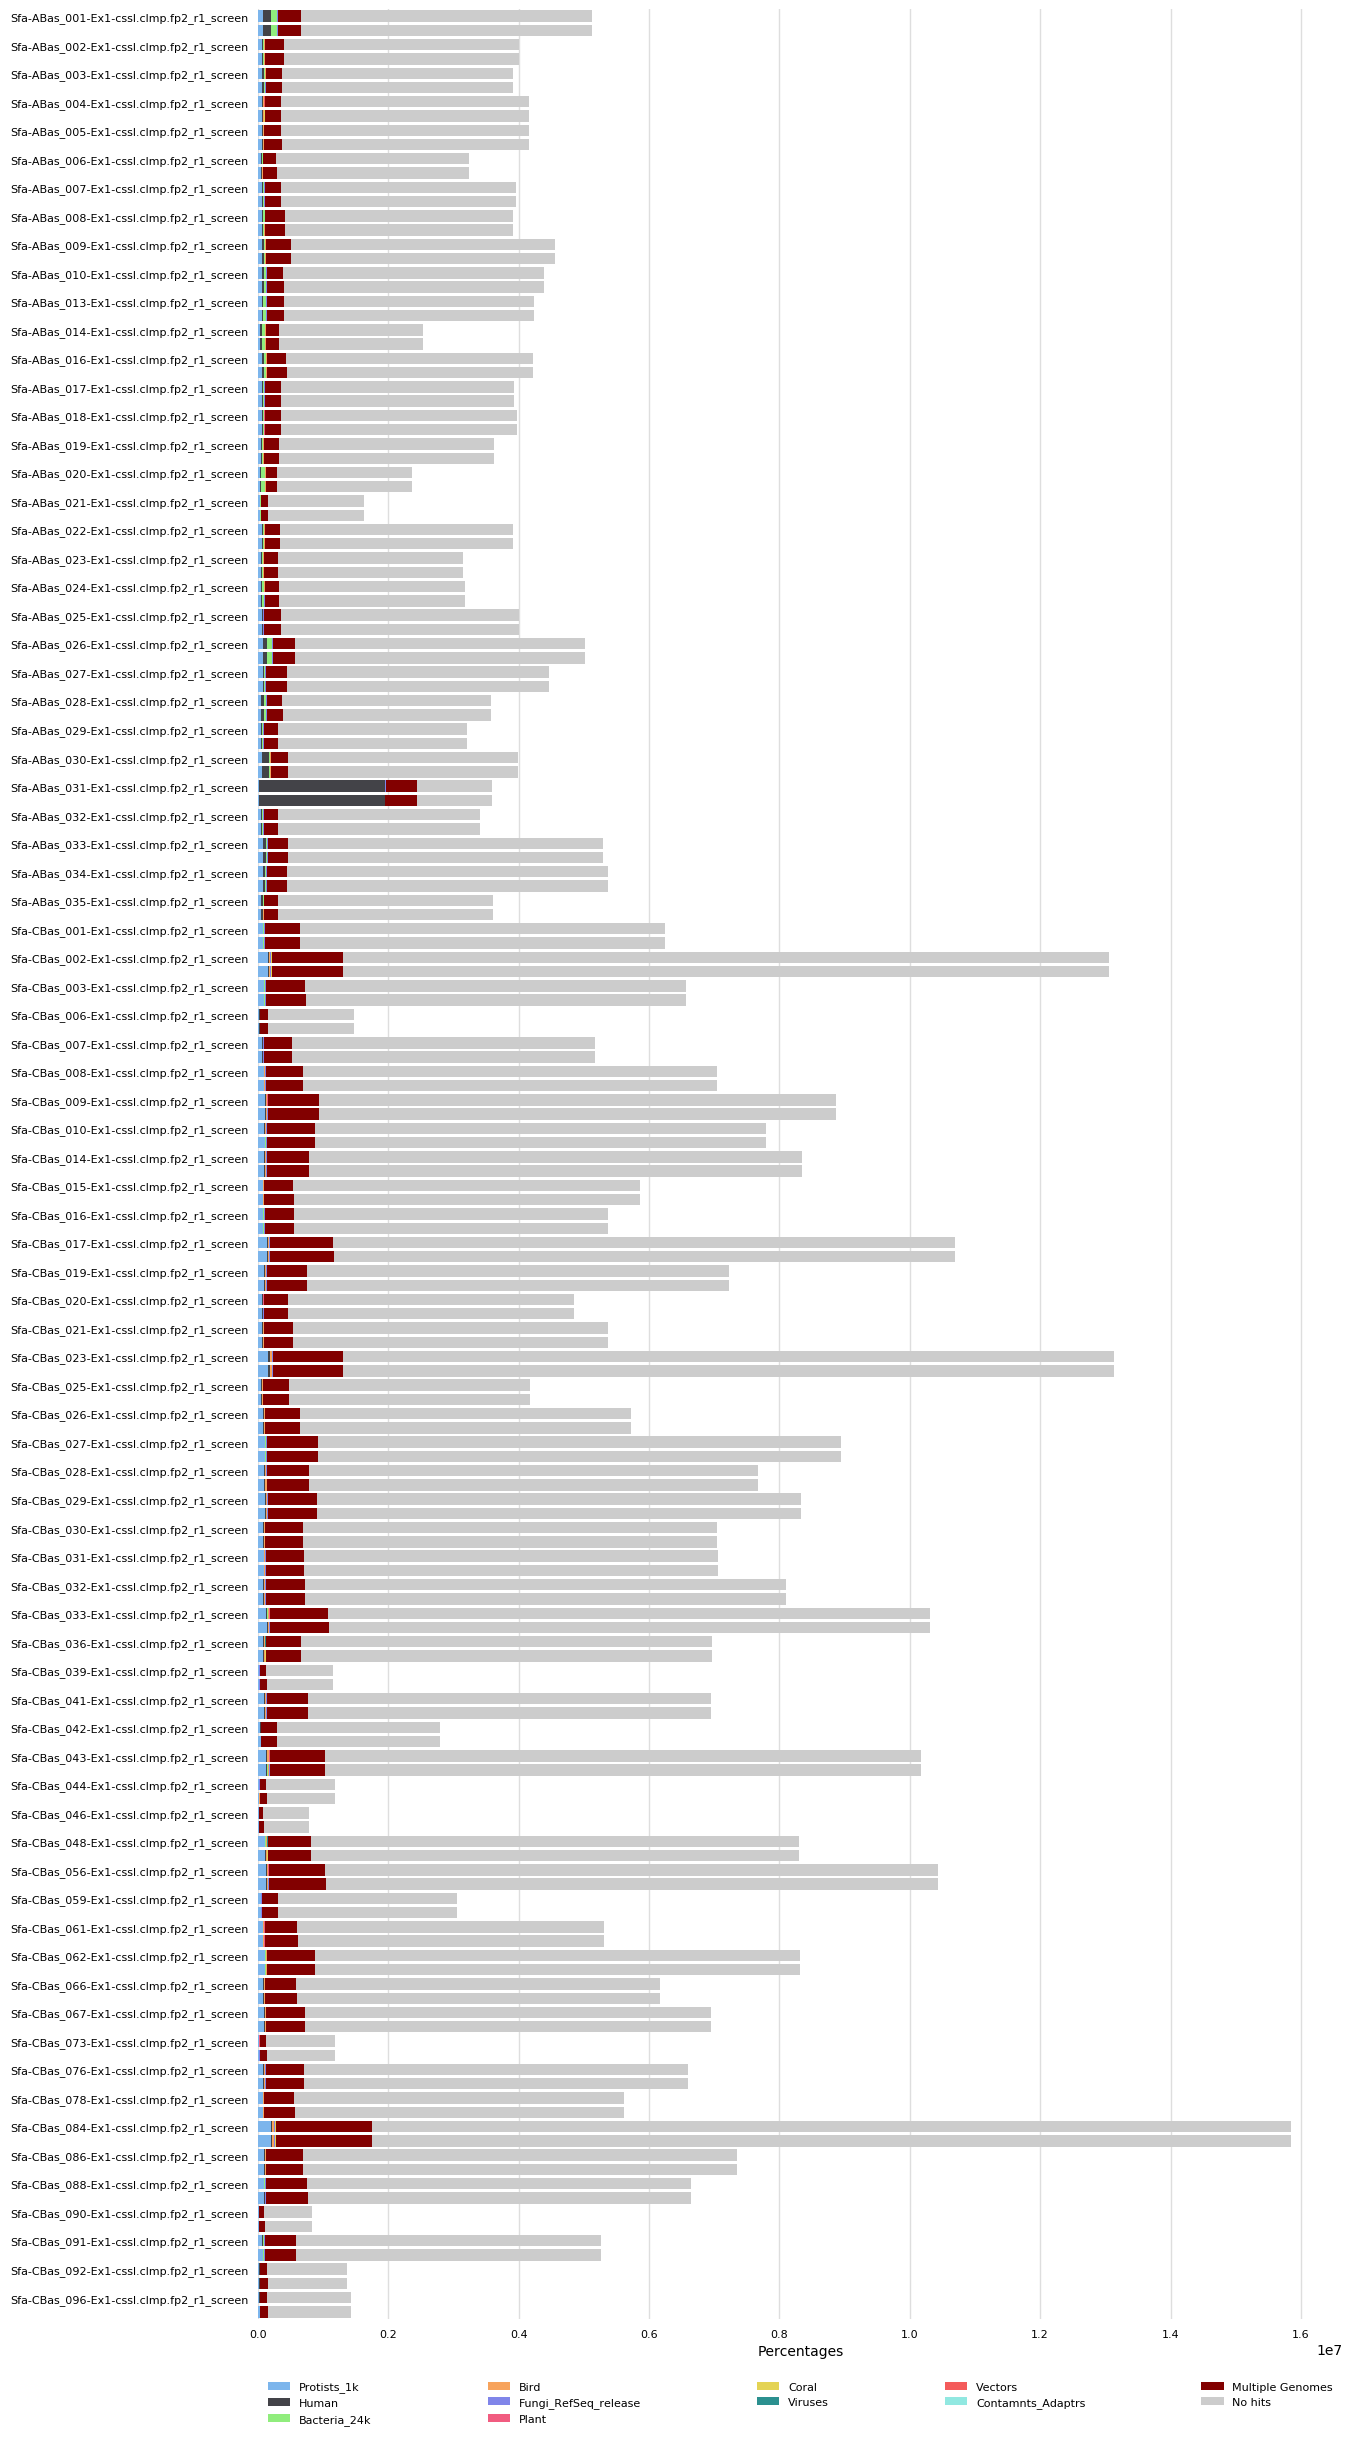 Sfa-ABas_001-Ex1-cssl.clmp.fp2_r1_screen
Sfa-ABas_002-Ex1-cssl.clmp.fp2_r1_screen
Sfa-ABas_003-Ex1-cssl.clmp.fp2_r1_screen
Sfa-ABas_004-Ex1-cssl.clmp.fp2_r1_screen
Sfa-ABas_005-Ex1-cssl.clmp.fp2_r1_screen
Sfa-ABas_006-Ex1-cssl.clmp.fp2_r1_screen
Sfa-ABas_007-Ex1-cssl.clmp.fp2_r1_screen
Sfa-ABas_008-Ex1-cssl.clmp.fp2_r1_screen
Sfa-ABas_009-Ex1-cssl.clmp.fp2_r1_screen
Sfa-ABas_010-Ex1-cssl.clmp.fp2_r1_screen
Sfa-ABas_013-Ex1-cssl.clmp.fp2_r1_screen
Sfa-ABas_014-Ex1-cssl.clmp.fp2_r1_screen
Sfa-ABas_016-Ex1-cssl.clmp.fp2_r1_screen
Sfa-ABas_017-Ex1-cssl.clmp.fp2_r1_screen
Sfa-ABas_018-Ex1-cssl.clmp.fp2_r1_screen
Sfa-ABas_019-Ex1-cssl.clmp.fp2_r1_screen
Sfa-ABas_020-Ex1-cssl.clmp.fp2_r1_screen
Sfa-ABas_021-Ex1-cssl.clmp.fp2_r1_screen
Sfa-ABas_022-Ex1-cssl.clmp.fp2_r1_screen
Sfa-ABas_023-Ex1-cssl.clmp.fp2_r1_screen
Sfa-ABas_024-Ex1-cssl.clmp.fp2_r1_screen
Sfa-ABas_025-Ex1-cssl.clmp.fp2_r1_screen
Sfa-ABas_026-Ex1-cssl.clmp.fp2_r1_screen
Sfa-ABas_027-Ex1-cssl.clmp.fp2_r1_screen
Sfa-ABas_028-Ex1-cssl.clmp.fp2_r1_screen
Sfa-ABas_029-Ex1-cssl.clmp.fp2_r1_screen
Sfa-ABas_030-Ex1-cssl.clmp.fp2_r1_screen
Sfa-ABas_031-Ex1-cssl.clmp.fp2_r1_screen
Sfa-ABas_032-Ex1-cssl.clmp.fp2_r1_screen
Sfa-ABas_033-Ex1-cssl.clmp.fp2_r1_screen
Sfa-ABas_034-Ex1-cssl.clmp.fp2_r1_screen
Sfa-ABas_035-Ex1-cssl.clmp.fp2_r1_screen
Sfa-CBas_001-Ex1-cssl.clmp.fp2_r1_screen
Sfa-CBas_002-Ex1-cssl.clmp.fp2_r1_screen
Sfa-CBas_003-Ex1-cssl.clmp.fp2_r1_screen
Sfa-CBas_006-Ex1-cssl.clmp.fp2_r1_screen
Sfa-CBas_007-Ex1-cssl.clmp.fp2_r1_screen
Sfa-CBas_008-Ex1-cssl.clmp.fp2_r1_screen
Sfa-CBas_009-Ex1-cssl.clmp.fp2_r1_screen
Sfa-CBas_010-Ex1-cssl.clmp.fp2_r1_screen
Sfa-CBas_014-Ex1-cssl.clmp.fp2_r1_screen
Sfa-CBas_015-Ex1-cssl.clmp.fp2_r1_screen
Sfa-CBas_016-Ex1-cssl.clmp.fp2_r1_screen
Sfa-CBas_017-Ex1-cssl.clmp.fp2_r1_screen
Sfa-CBas_019-Ex1-cssl.clmp.fp2_r1_screen
Sfa-CBas_020-Ex1-cssl.clmp.fp2_r1_screen
Sfa-CBas_021-Ex1-cssl.clmp.fp2_r1_screen
Sfa-CBas_023-Ex1-cssl.clmp.fp2_r1_screen
Sfa-CBas_025-Ex1-cssl.clmp.fp2_r1_screen
Sfa-CBas_026-Ex1-cssl.clmp.fp2_r1_screen
Sfa-CBas_027-Ex1-cssl.clmp.fp2_r1_screen
Sfa-CBas_028-Ex1-cssl.clmp.fp2_r1_screen
Sfa-CBas_029-Ex1-cssl.clmp.fp2_r1_screen
Sfa-CBas_030-Ex1-cssl.clmp.fp2_r1_screen
Sfa-CBas_031-Ex1-cssl.clmp.fp2_r1_screen
Sfa-CBas_032-Ex1-cssl.clmp.fp2_r1_screen
Sfa-CBas_033-Ex1-cssl.clmp.fp2_r1_screen
Sfa-CBas_036-Ex1-cssl.clmp.fp2_r1_screen
Sfa-CBas_039-Ex1-cssl.clmp.fp2_r1_screen
Sfa-CBas_041-Ex1-cssl.clmp.fp2_r1_screen
Sfa-CBas_042-Ex1-cssl.clmp.fp2_r1_screen
Sfa-CBas_043-Ex1-cssl.clmp.fp2_r1_screen
Sfa-CBas_044-Ex1-cssl.clmp.fp2_r1_screen
Sfa-CBas_046-Ex1-cssl.clmp.fp2_r1_screen
Sfa-CBas_048-Ex1-cssl.clmp.fp2_r1_screen
Sfa-CBas_056-Ex1-cssl.clmp.fp2_r1_screen
Sfa-CBas_059-Ex1-cssl.clmp.fp2_r1_screen
Sfa-CBas_061-Ex1-cssl.clmp.fp2_r1_screen
Sfa-CBas_062-Ex1-cssl.clmp.fp2_r1_screen
Sfa-CBas_066-Ex1-cssl.clmp.fp2_r1_screen
Sfa-CBas_067-Ex1-cssl.clmp.fp2_r1_screen
Sfa-CBas_073-Ex1-cssl.clmp.fp2_r1_screen
Sfa-CBas_076-Ex1-cssl.clmp.fp2_r1_screen
Sfa-CBas_078-Ex1-cssl.clmp.fp2_r1_screen
Sfa-CBas_084-Ex1-cssl.clmp.fp2_r1_screen
Sfa-CBas_086-Ex1-cssl.clmp.fp2_r1_screen
Sfa-CBas_088-Ex1-cssl.clmp.fp2_r1_screen
Sfa-CBas_090-Ex1-cssl.clmp.fp2_r1_screen
Sfa-CBas_091-Ex1-cssl.clmp.fp2_r1_screen
Sfa-CBas_092-Ex1-cssl.clmp.fp2_r1_screen
Sfa-CBas_096-Ex1-cssl.clmp.fp2_r1_screen
0.0 0.2 0.4 0.6 0.8 1.0 1.2 1.4 1.6
Percentages 1e7
Protists_1k Bird Coral Vectors Multiple Genomes
Human Fungi_RefSeq_release Viruses Contamnts_Adaptrs No hits
Bacteria_24k Plant